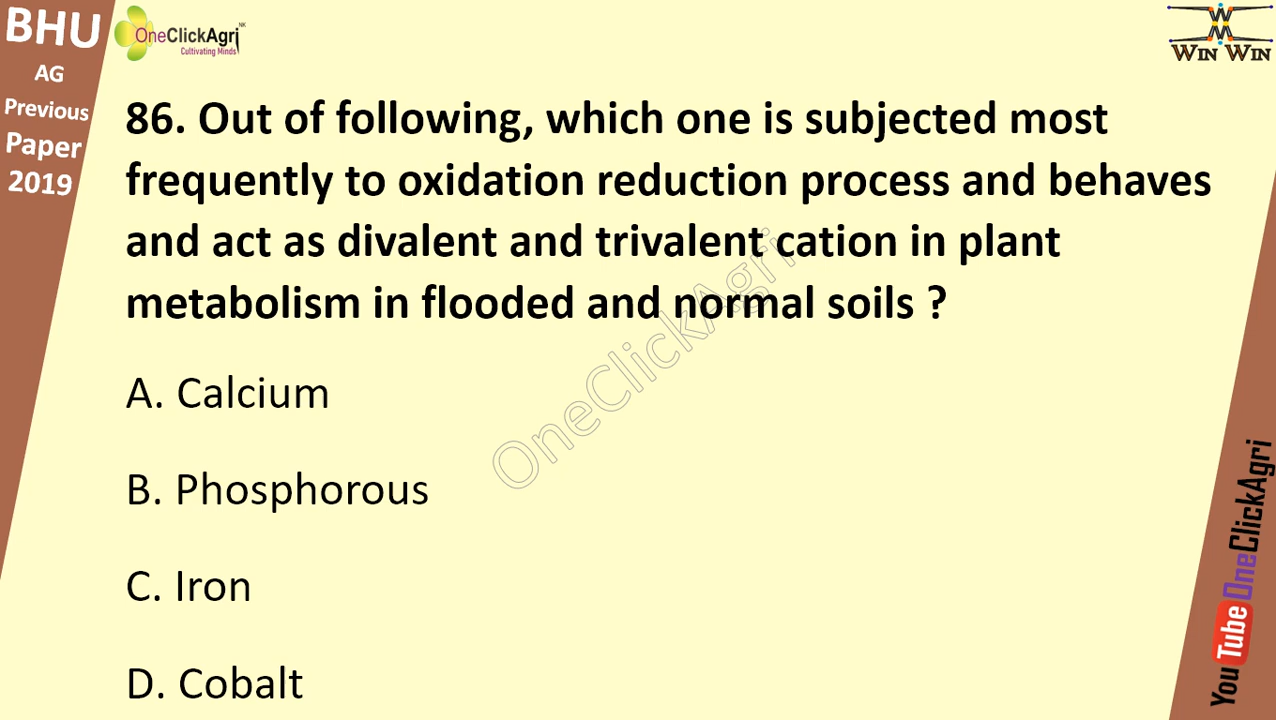 BHU
AG
Previous
Paper
2019
OneClickAgri
NK
Cultivating Minds
WIN WIN
86. Out of following, which one is subjected most
frequently to oxidation reduction process and behaves
and act as divalent and trivalent cation in plant
metabolism in flooded and normal soils ?
A. Calcium
B. Phosphorous
C. Iron
D. Cobalt
OneClickAgri
YouTube OneClickAgri